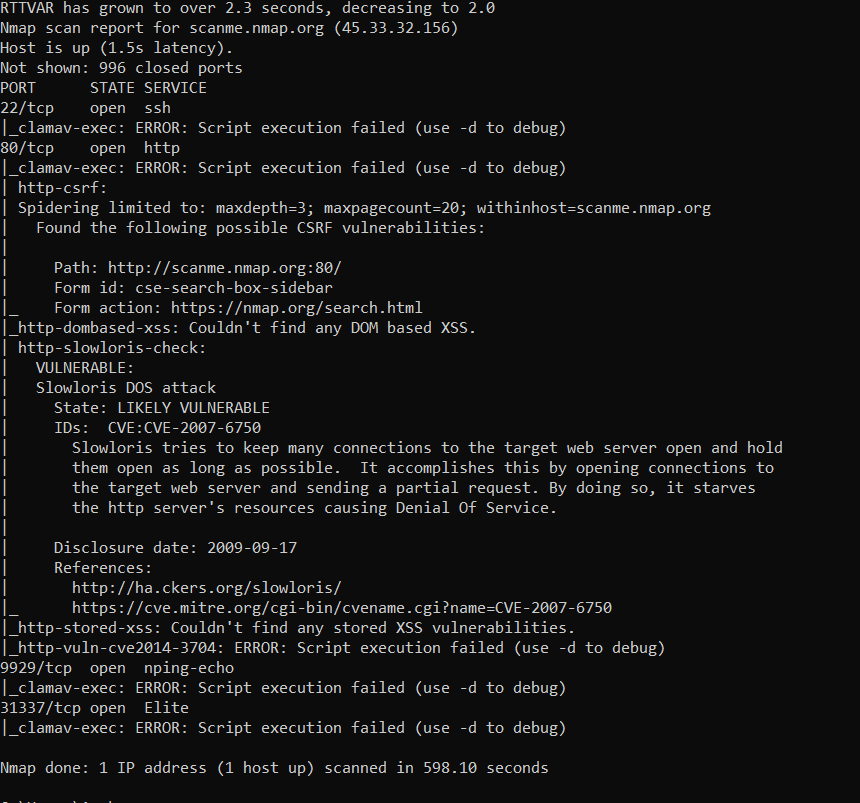 RTTVAR has grown to over 2.3 seconds, decreasing to 2.0
Nmap scan report for scanme.nmap.org (45.33.32.156)
Host is up (1.5s latency).
Not shown: 996 closed ports
PORT      STATE SERVICE
22/tcp    open  ssh
|_clamav-exec: ERROR: Script execution failed (use -d to debug)
80/tcp    open  http
|_clamav-exec: ERROR: Script execution failed (use -d to debug)
| http-csrf:
| Spidering limited to: maxdepth=3; maxpagecount=20; withinhost=scanme.nmap.org
|   Found the following possible CSRF vulnerabilities:
|
|     Path: http://scanme.nmap.org:80/
|     Form id: cse-search-box-sidebar
|_    Form action: https://nmap.org/search.html
|_http-dombased-xss: Couldn't find any DOM based XSS.
| http-slowloris-check:
|   VULNERABLE:
|   Slowloris DOS attack
|     State: LIKELY VULNERABLE
|     IDs:  CVE:CVE-2007-6750
|       Slowloris tries to keep many connections to the target web server open and hold
|       them open as long as possible.  It accomplishes this by opening connections to
|       the target web server and sending a partial request. By doing so, it starves
|       the http server's resources causing Denial Of Service.
|
|     Disclosure date: 2009-09-17
|     References:
|       http://ha.ckers.org/slowloris/
|_      https://cve.mitre.org/cgi-bin/cvename.cgi?name=CVE-2007-6750
|_http-stored-xss: Couldn't find any stored XSS vulnerabilities.
|_http-vuln-cve2014-3704: ERROR: Script execution failed (use -d to debug)
9929/tcp  open  nping-echo
|_clamav-exec: ERROR: Script execution failed (use -d to debug)
31337/tcp open  Elite
|_clamav-exec: ERROR: Script execution failed (use -d to debug)
Nmap done: 1 IP address (1 host up) scanned in 598.10 seconds